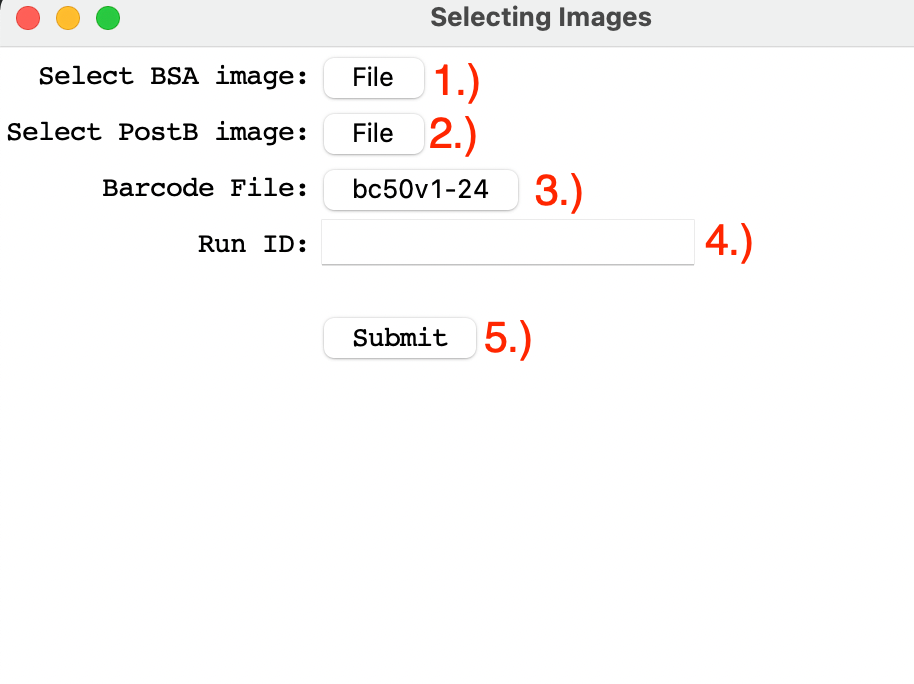 Selecting Images
Select BSA image: File 1.)
Select PostB image: File 2.)
Barcode File: bc50v1-24 3.)
Run ID: 4.)
Submit 5.)